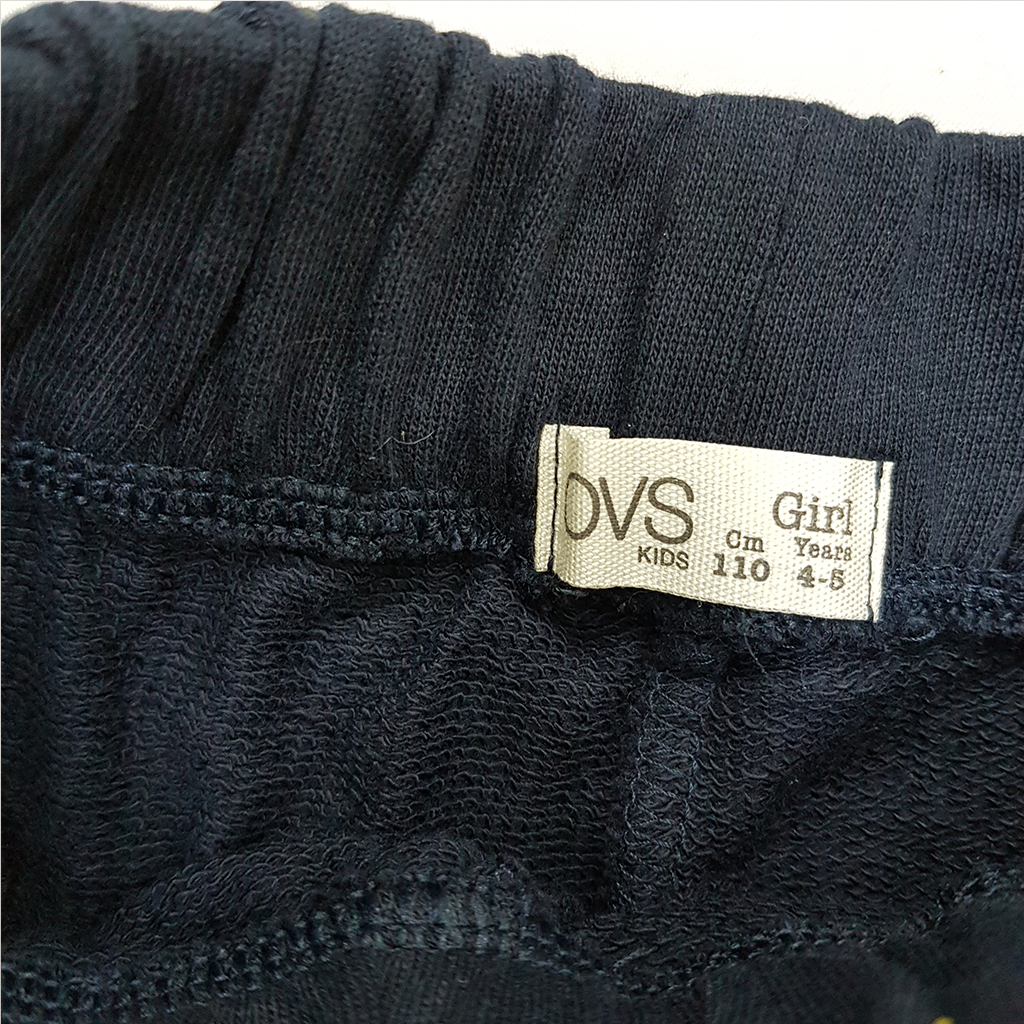 OVS
KIDS
Cm
110
Girl
Years
4-5